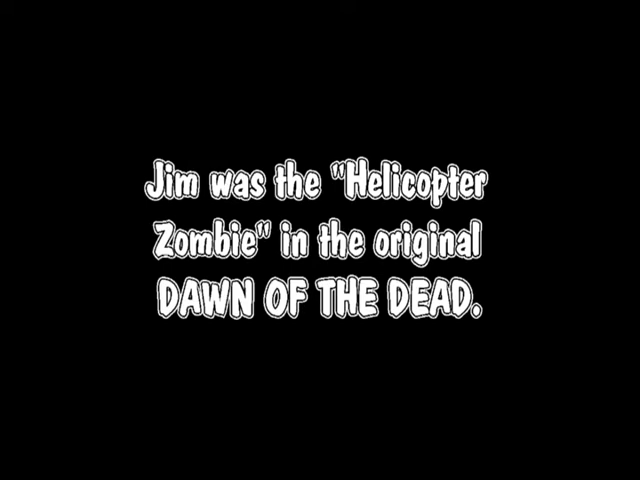 Jim was the "Helicopter
Zombie" in the original
DAWN OF THE DEAD.